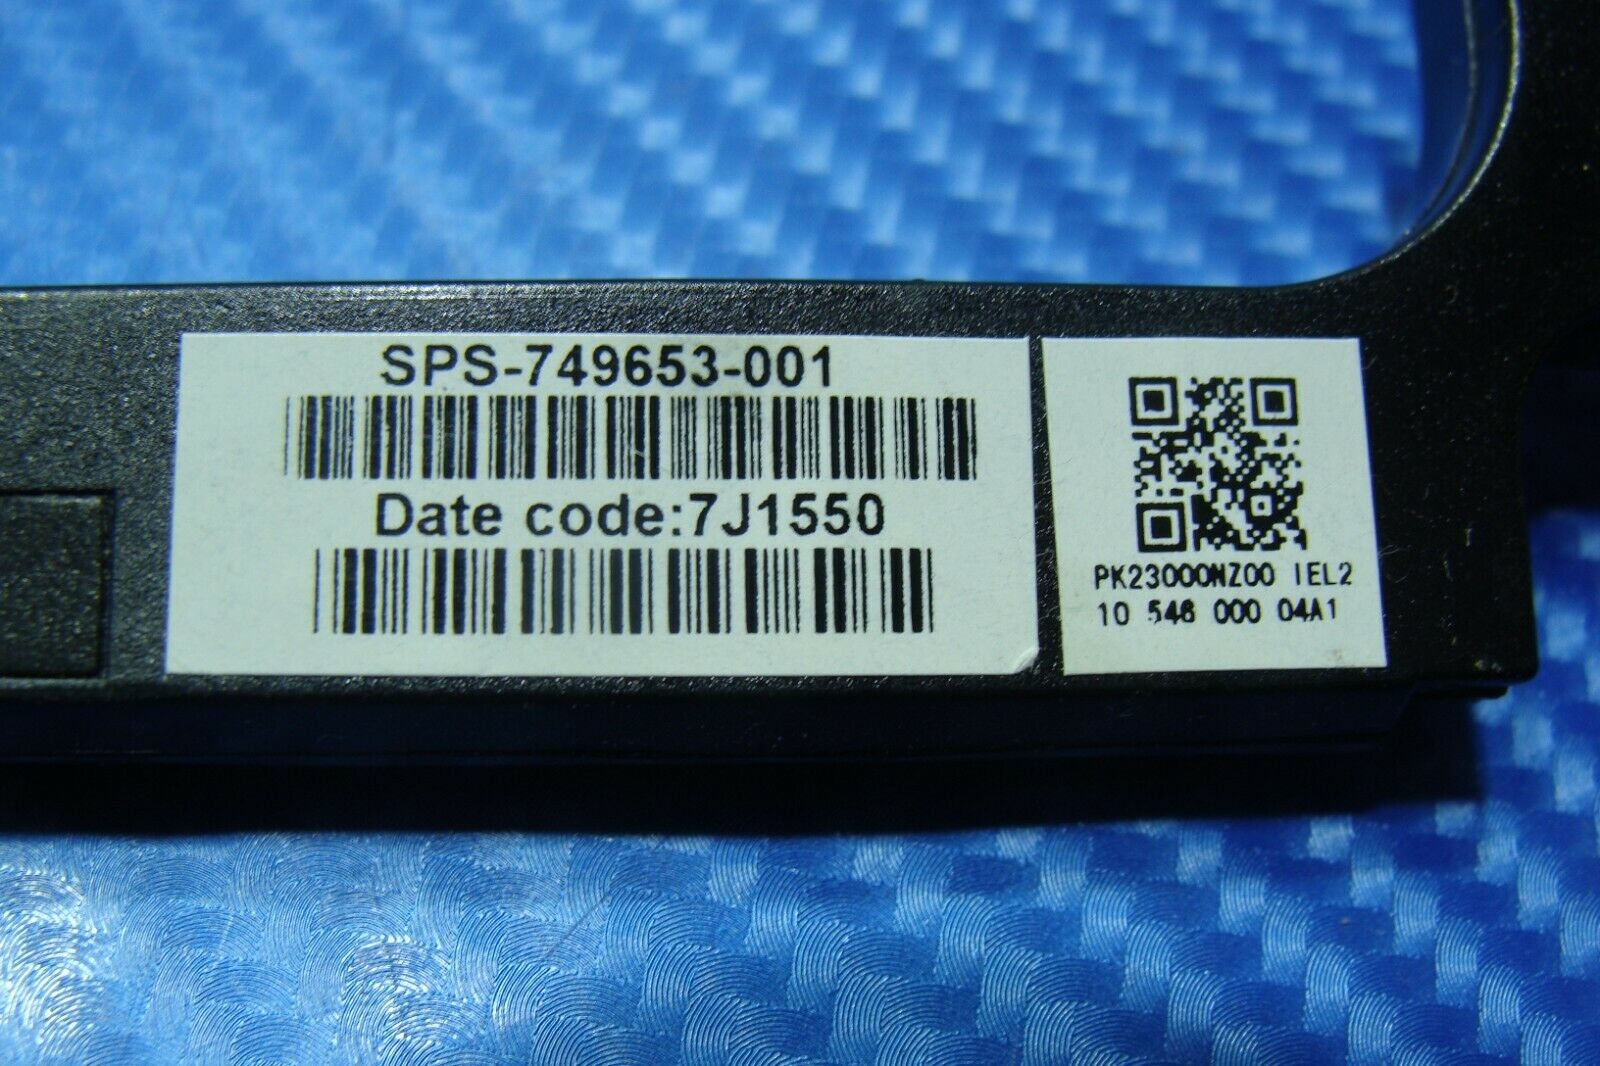 SPS-749653-001
Date code:7J1550
PK23000NZ00 IEL2
10 546 000 04A1